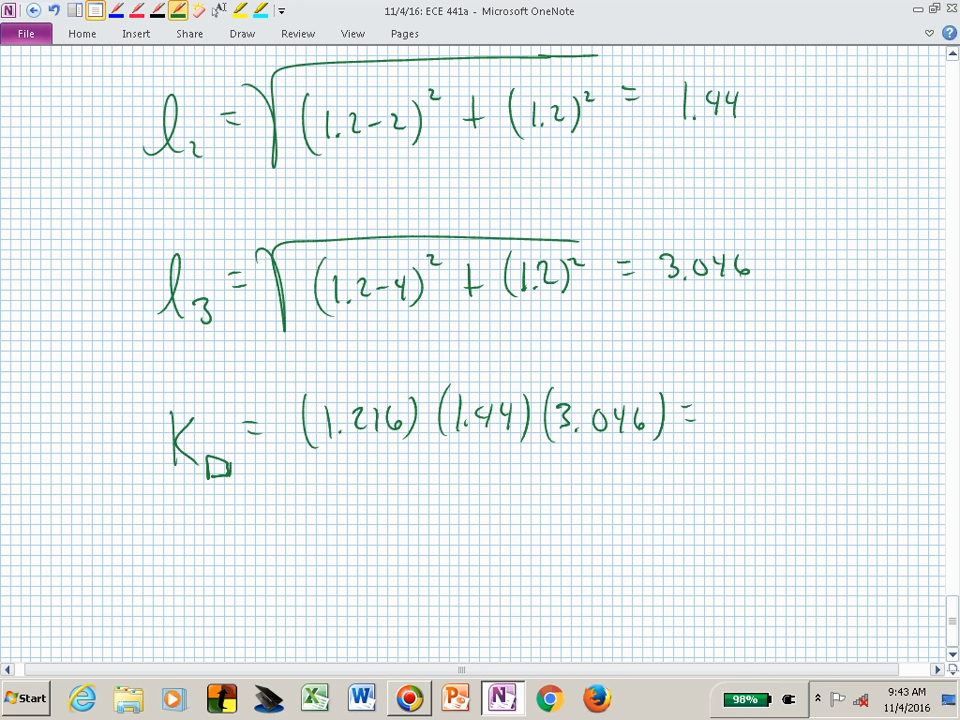 11/4/16: ECE 441a - Microsoft OneNote
File Home Insert Share Draw Review View Pages
l₂ = √((1.2-2)² + (1.2)²) = 1.44
l₃ = √((1.2-4)² + (1.2)²) = 3.046
K_D = (1.216)(1.44)(3.046) =
Start
98%
9:43 AM
11/4/2016